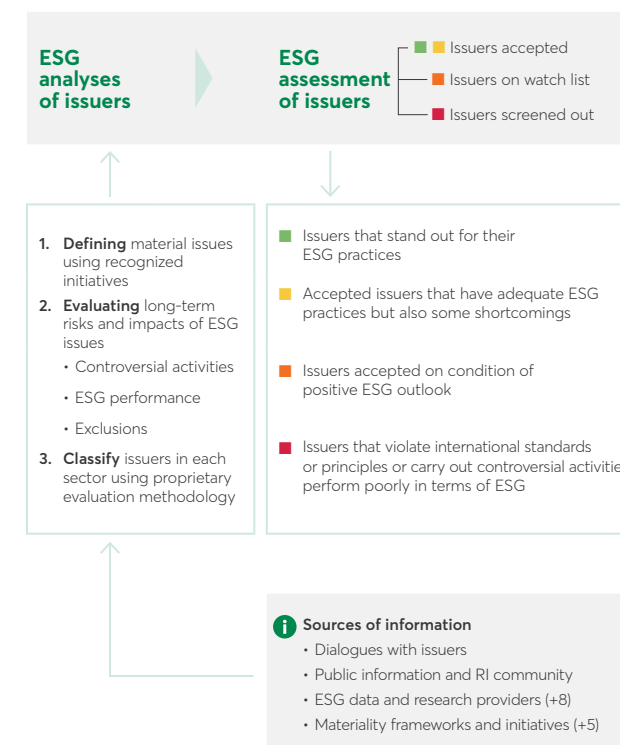 ESG
analyses
of issuers
ESG
assessment
of issuers
Issuers accepted
Issuers on watch list
Issuers screened out
1. Defining material issues
using recognized
initiatives
2. Evaluating long-term
risks and impacts of ESG
issues
• Controversial activities
• ESG performance
• Exclusions
3. Classify issuers in each
sector using proprietary
evaluation methodology
Issuers that stand out for their
ESG practices
Accepted issuers that have adequate ESG
practices but also some shortcomings
Issuers accepted on condition of
positive ESG outlook
Issuers that violate international standards
or principles or carry out controversial activitie
perform poorly in terms of ESG
i Sources of information
• Dialogues with issuers
• Public information and RI community
• ESG data and research providers (+8)
• Materiality frameworks and initiatives (+5)